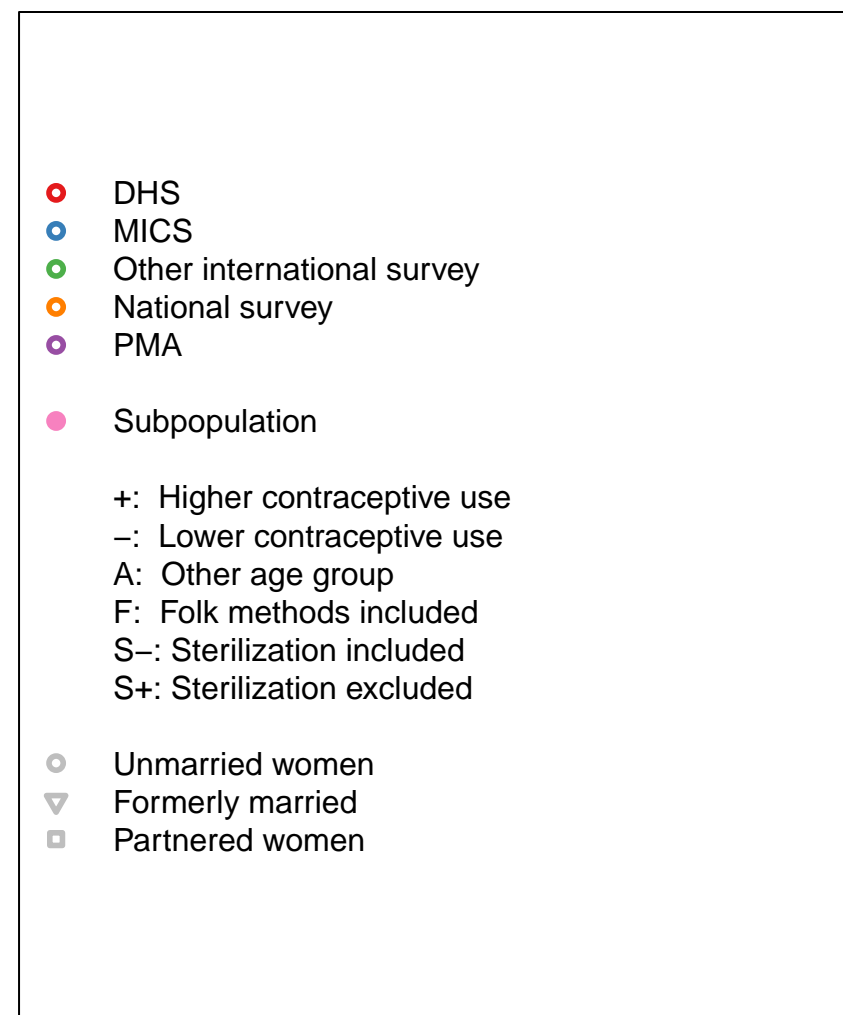 DHS
MICS
Other international survey
National survey
PMA
Subpopulation
+:  Higher contraceptive use
−:  Lower contraceptive use
A:  Other age group
F:  Folk methods included
S−: Sterilization included
S+: Sterilization excluded
Unmarried women
Formerly married
Partnered women